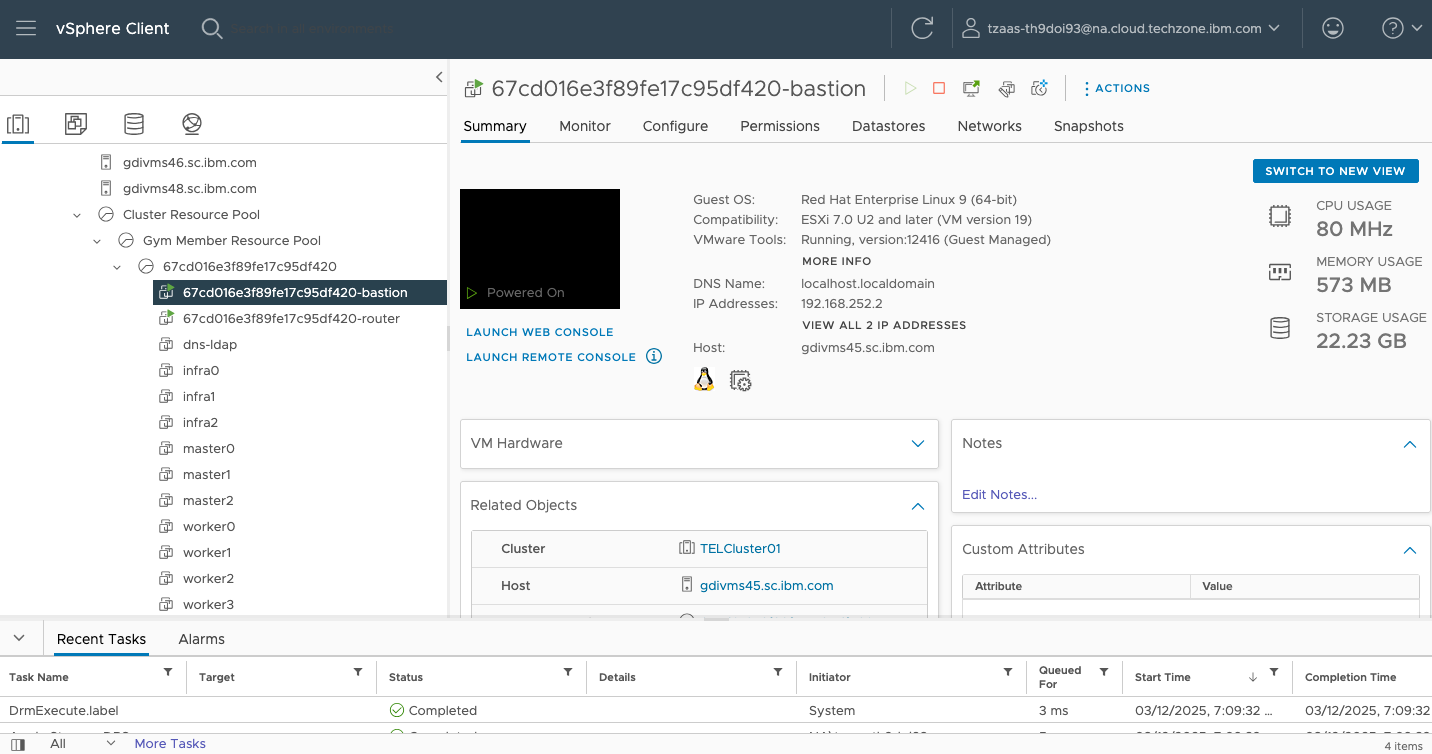 vSphere Client
Search in all environments
tzaas-th9doi93@na.cloud.techzone.ibm.com
gdivms46.sc.ibm.com
gdivms48.sc.ibm.com
Cluster Resource Pool
Gym Member Resource Pool
67cd016e3f89fe17c95df420
67cd016e3f89fe17c95df420-bastion
67cd016e3f89fe17c95df420-router
dns-ldap
infra0
infra1
infra2
master0
master1
master2
worker0
worker1
worker2
worker3
67cd016e3f89fe17c95df420-bastion
ACTIONS
Summary Monitor Configure Permissions Datastores Networks Snapshots
SWITCH TO NEW VIEW
Powered On
LAUNCH WEB CONSOLE
LAUNCH REMOTE CONSOLE
Guest OS: Red Hat Enterprise Linux 9 (64-bit)
Compatibility: ESXi 7.0 U2 and later (VM version 19)
VMware Tools: Running, version:12416 (Guest Managed)
MORE INFO
DNS Name: localhost.localdomain
IP Addresses: 192.168.252.2
VIEW ALL 2 IP ADDRESSES
Host: gdivms45.sc.ibm.com
CPU USAGE
80 MHz
MEMORY USAGE
573 MB
STORAGE USAGE
22.23 GB
VM Hardware
Related Objects
Cluster TELCluster01
Host gdivms45.sc.ibm.com
Notes
Edit Notes...
Custom Attributes
Attribute Value
Recent Tasks Alarms
Task Name Target Status Details Initiator Queued For Start Time Completion Time
DrmExecute.label Completed System 3 ms 03/12/2025, 7:09:32 ... 03/12/2025, 7:09:32
All More Tasks
4 items